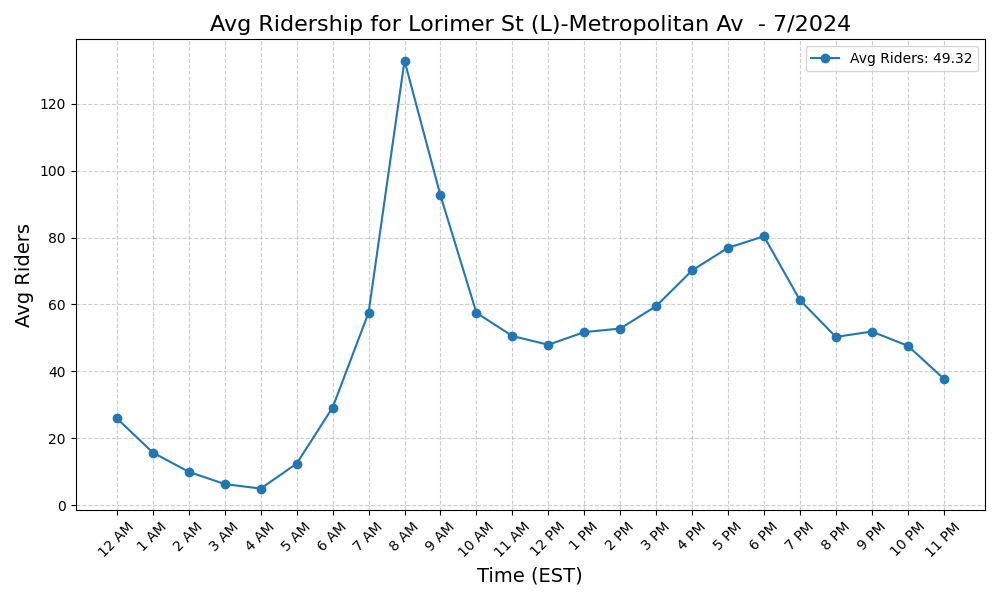 Avg Ridership for Lorimer St (L)-Metropolitan Av  - 7/2024
Avg Riders: 49.32
Avg Riders
120
100
80
60
40
20
0
12 AM
1 AM
2 AM
3 AM
4 AM
5 AM
6 AM
7 AM
8 AM
9 AM
10 AM
11 AM
12 PM
1 PM
2 PM
3 PM
4 PM
5 PM
6 PM
7 PM
8 PM
9 PM
10 PM
11 PM
Time (EST)